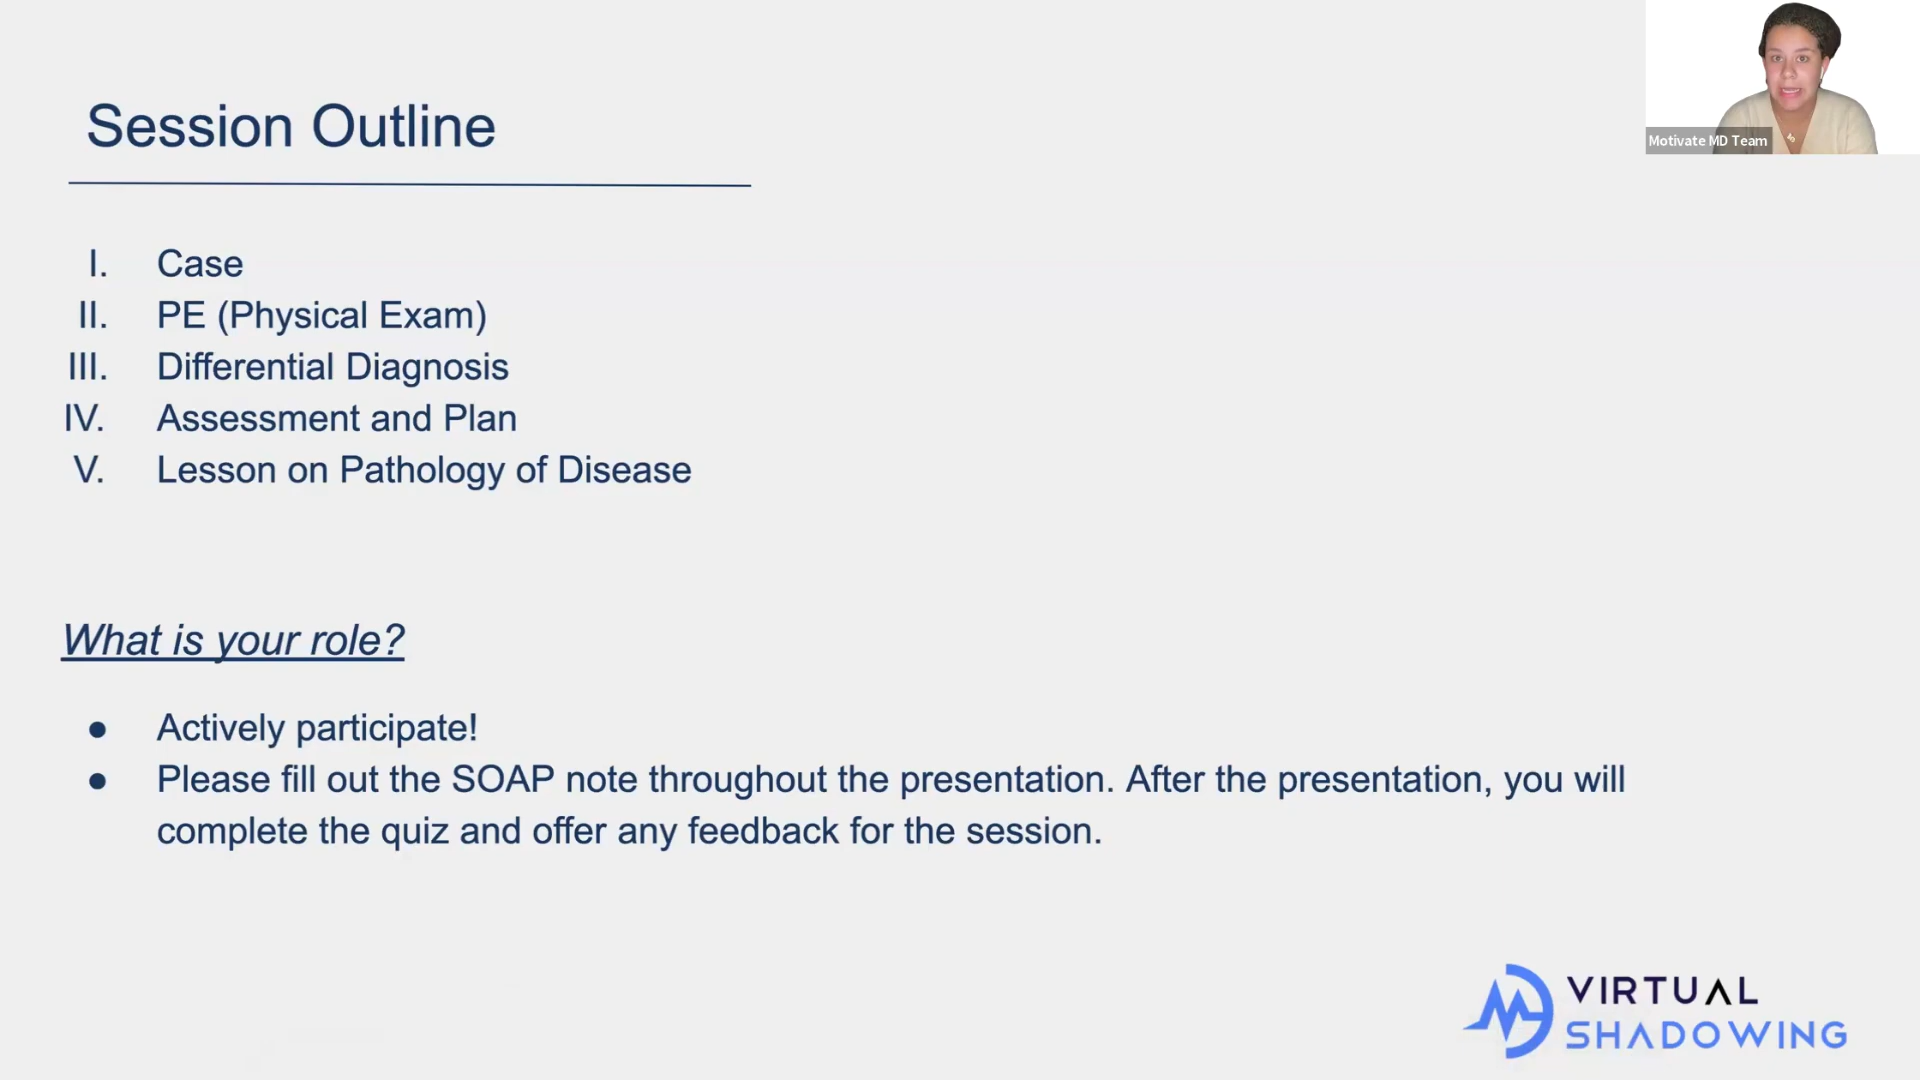 Motivate MD Team
Session Outline
I. Case
II. PE (Physical Exam)
III. Differential Diagnosis
IV. Assessment and Plan
V. Lesson on Pathology of Disease
What is your role?
● Actively participate!
● Please fill out the SOAP note throughout the presentation. After the presentation, you will
complete the quiz and offer any feedback for the session.
VIRTUAL
SHADOWING